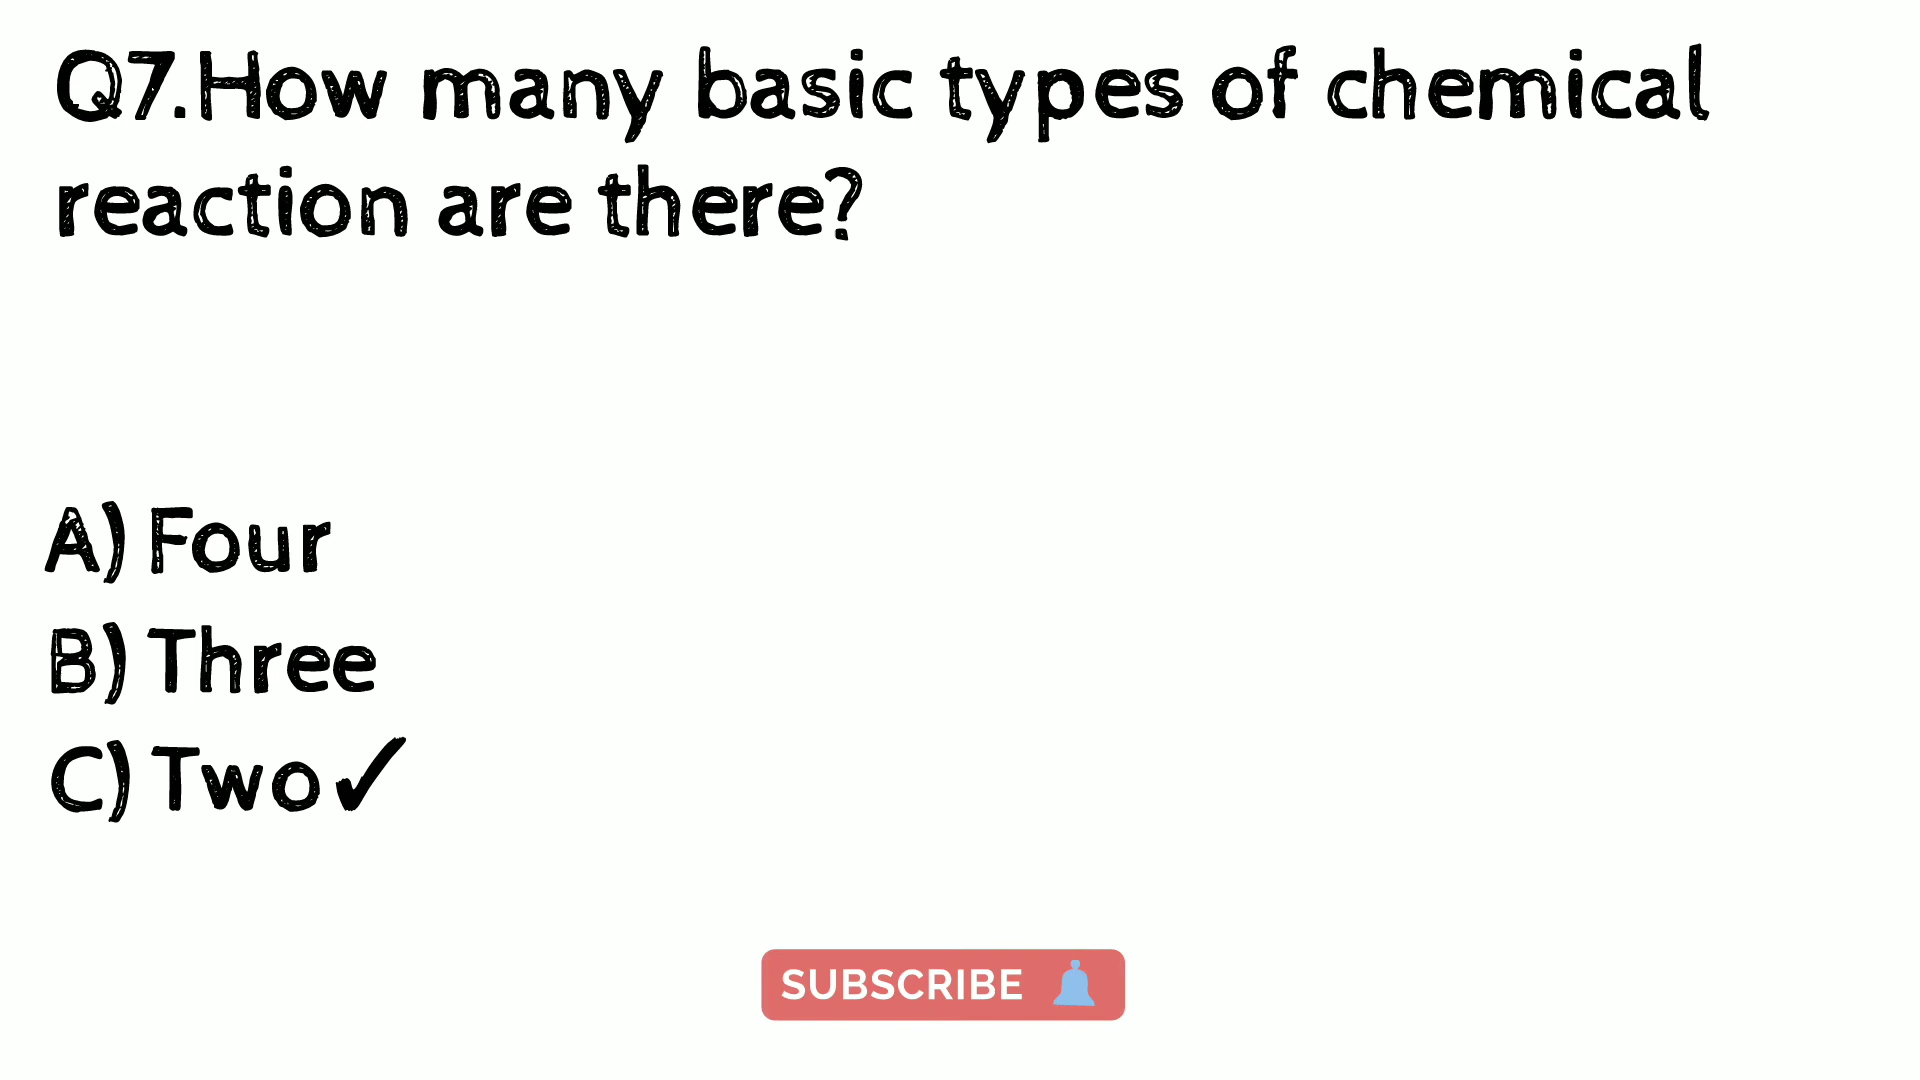 Q7.How many basic types of chemical
reaction are there?
A) Four
B) Three
C) Two✓
SUBSCRIBE